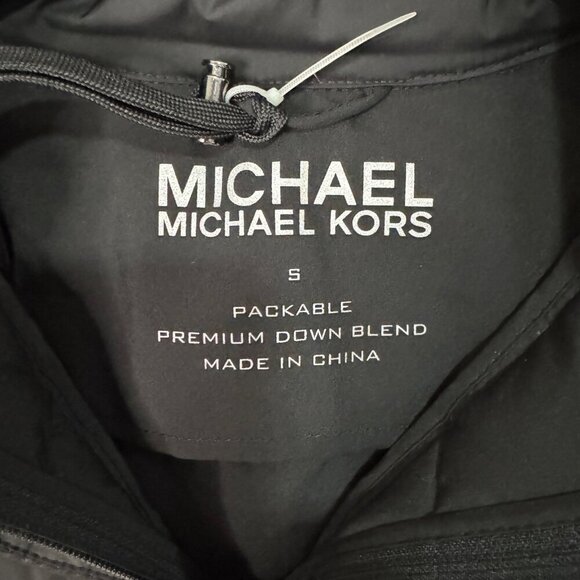 MICHAEL
MICHAEL KORS
S
PACKABLE
PREMIUM DOWN BLEND
MADE IN CHINA